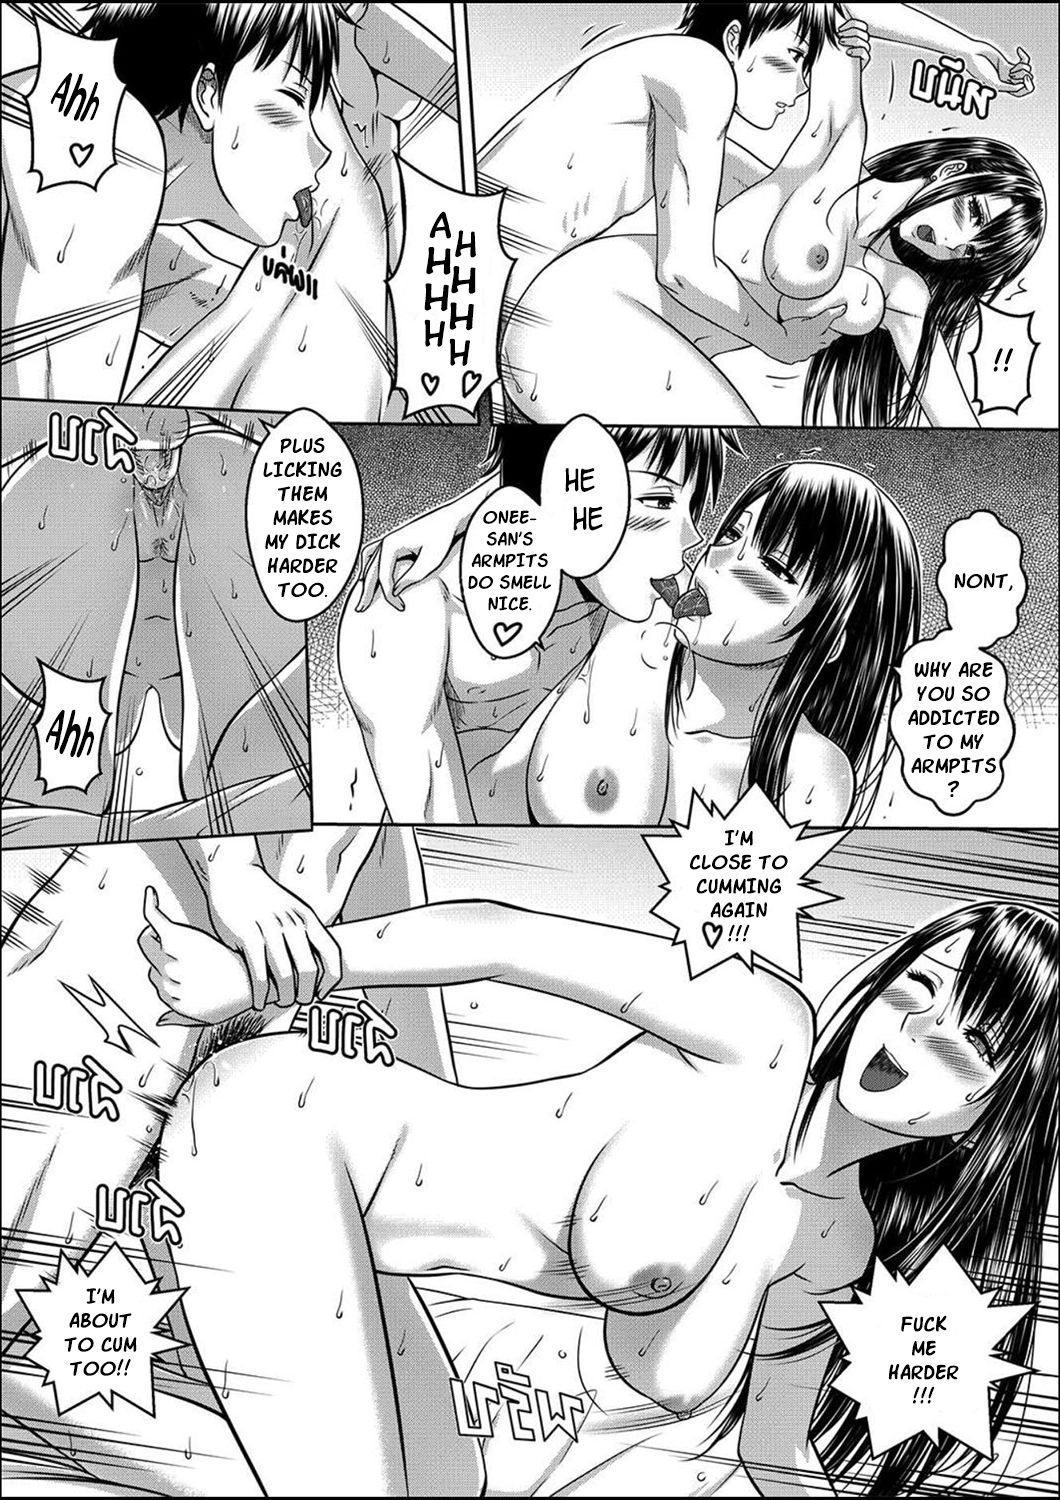 !!
AHHHH
HHHHH
♡ ♡
Ahh
♡
NONT,
WHY ARE
YOU SO
ADDICTED
TO MY
ARMPITS
?
HE
HE
ONEE-
SAN'S
ARMPITS
DO SMELL
NICE.
♡
PLUS
LICKING
THEM
MAKES
MY DICK
HARDER
TOO.
Ahh
I'M
CLOSE TO
CUMMING
AGAIN
♡!!!
FUCK
ME
HARDER
!!!
I'M
ABOUT
TO CUM
TOO!!